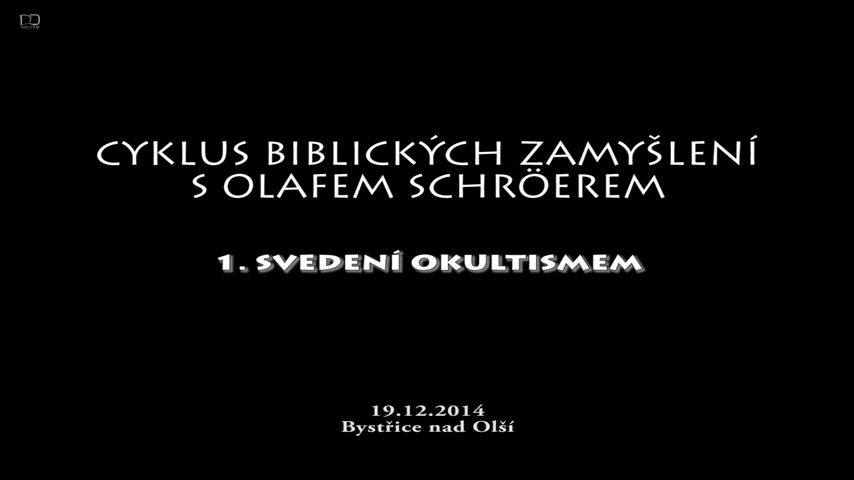 CYKLUS BIBLICKÝCH ZAMYŠLENÍ
S OLAFEM SCHRÖEREM
1. SVEDENÍ OKULTISMEM
19.12.2014
Bystřice nad Olší